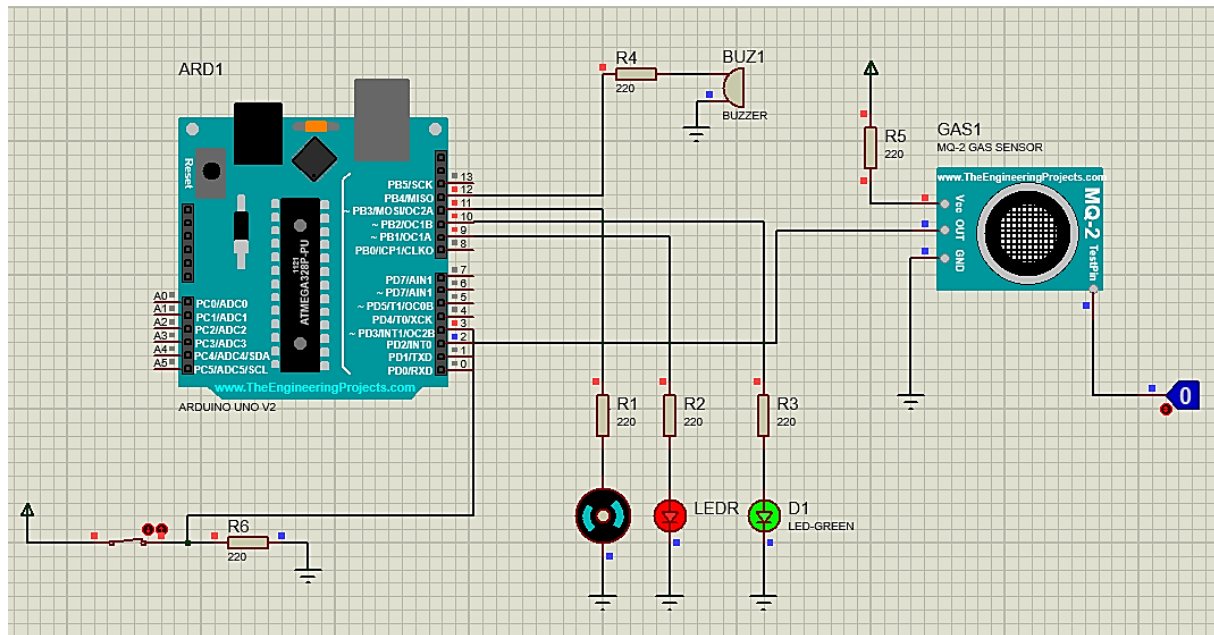 ARD1
Reset
1121
ATMEGA328P-PU
PB5/SCK
PB4/MISO
~ PB3/MOSI/OC2A
~ PB2/OC1B
~ PB1/OC1A
PB0/ICP1/CLKO
PD7/AIN1
~ PD7/AIN1
~ PD5/T1/OC0B
PD4/T0/XCK
~ PD3/INT1/OC2B
PD2/INT0
PD1/TXD
PD0/RXD
13
12
11
10
9
8
7
6
5
4
3
2
1
0
A0
A1
A2
A3
A4
A5
PC0/ADC0
PC1/ADC1
PC2/ADC2
PC3/ADC3
PC4/ADC4/SDA
PC5/ADC5/SCL
www.TheEngineeringProjects.com
ARDUINO UNO V2
R4
220
BUZ1
BUZZER
R5
220
GAS1
MQ-2 GAS SENSOR
www.TheEngineeringProjects.com
Vcc
OUT
GND
MQ-2
TestPin
0
R1
220
R2
220
R3
220
LEDR
D1
LED-GREEN
R6
220